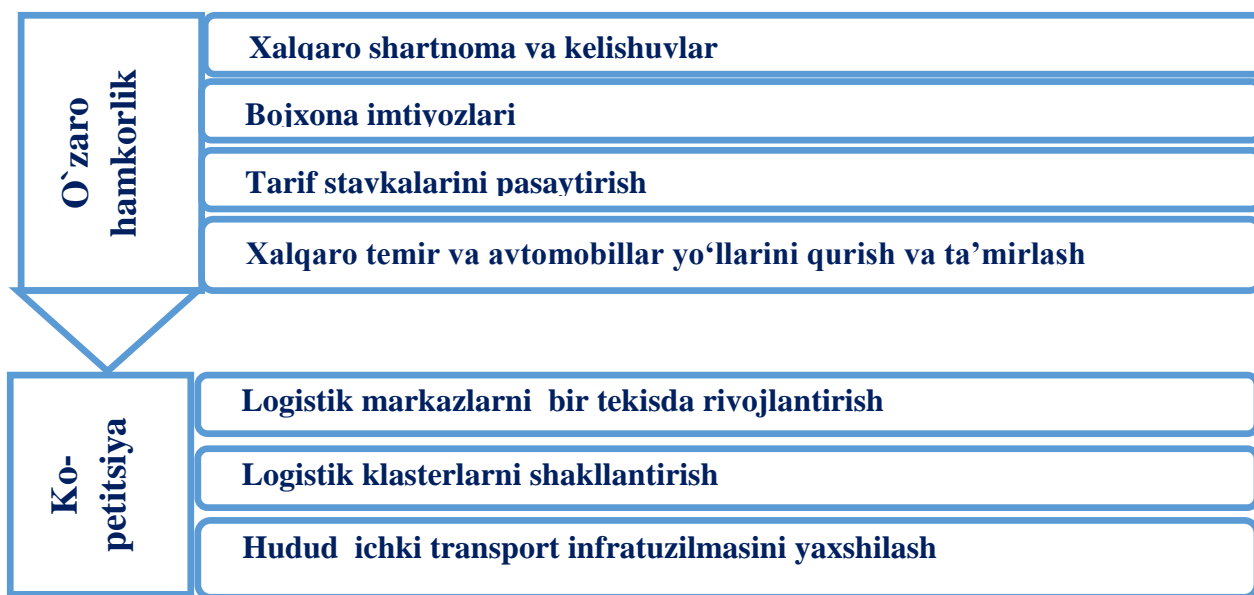 O`zaro
hamkorlik
Xalqaro shartnoma va kelishuvlar
Bojxona imtiyozlari
Tarif stavkalarini pasaytirish
Xalqaro temir va avtomobillar yo‘llarini qurish va ta’mirlash
Ko-
petitsiya
Logistik markazlarni bir tekisda rivojlantirish
Logistik klasterlarni shakllantirish
Hudud ichki transport infratuzilmasini yaxshilash